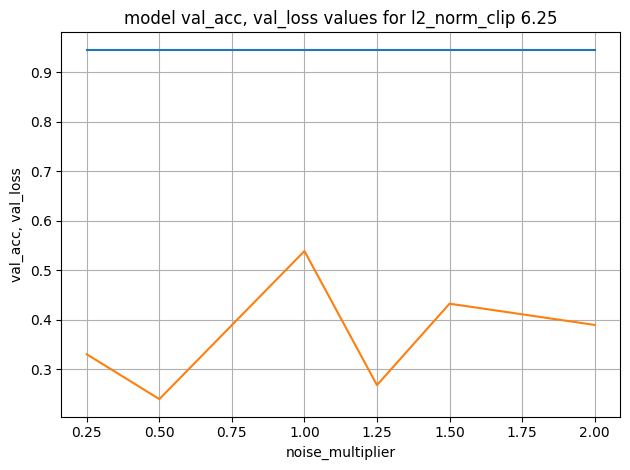 model val_acc, val_loss values for l2_norm_clip 6.25
val_acc, val_loss
0.9
0.8
0.7
0.6
0.5
0.4
0.3
0.25 0.50 0.75 1.00 1.25 1.50 1.75 2.00
noise_multiplier